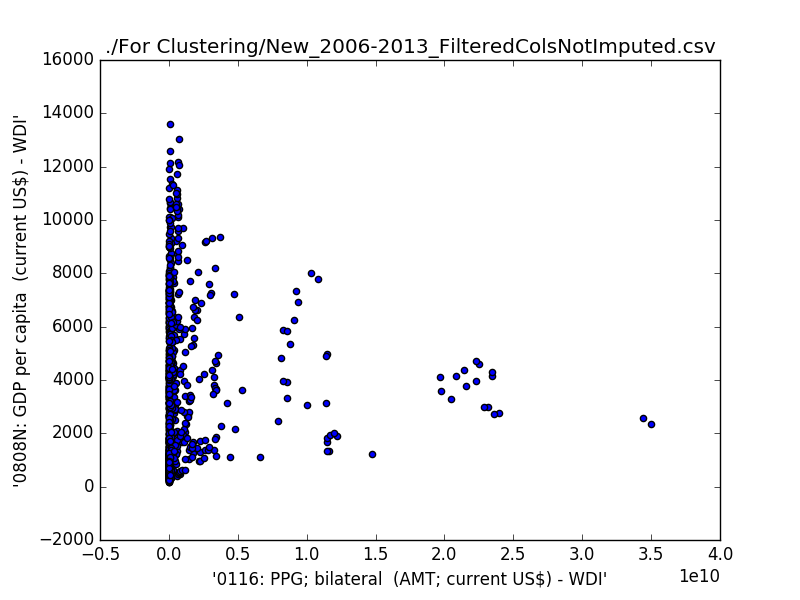 ./For Clustering/New_2006-2013_FilteredColsNotImputed.csv
16000
14000
12000
10000
8000
6000
4000
2000
0
−2000
'0808N: GDP per capita  (current US$) - WDI'
−0.5 0.0 0.5 1.0 1.5 2.0 2.5 3.0 3.5 4.0
1e10
'0116: PPG; bilateral  (AMT; current US$) - WDI'